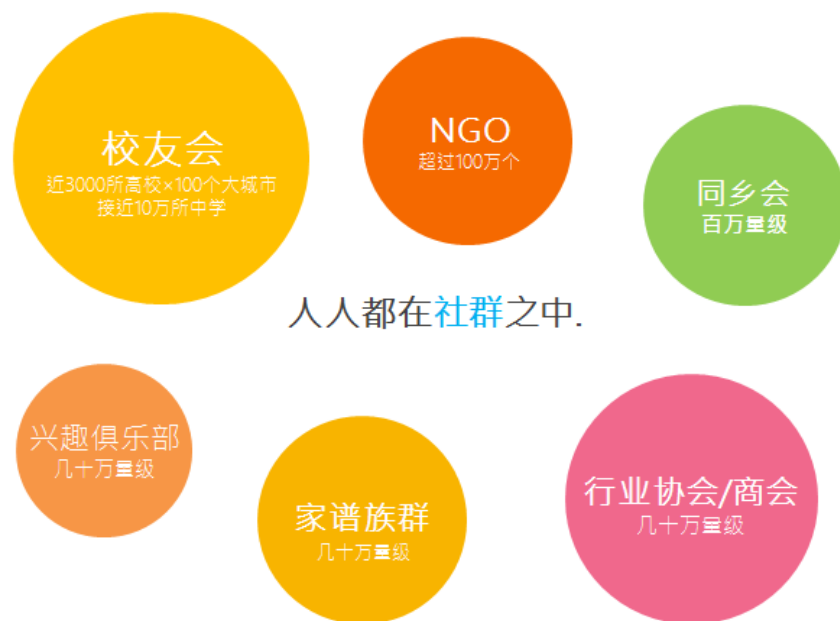 校友会
近3000所高校×100个大城市
接近10万所中学
NGO
超过100万个
同乡会
百万量级
人人都在社群之中.
兴趣俱乐部
几十万量级
家谱族群
几十万量级
行业协会/商会
几十万量级